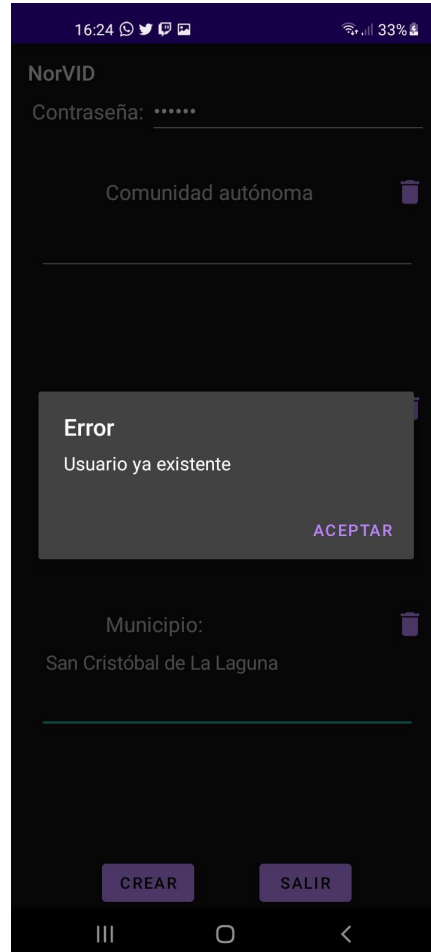 16:24 33%
NorVID
Contraseña: ••••••
Comunidad autónoma
Error
Usuario ya existente
ACEPTAR
Municipio:
San Cristóbal de La Laguna
CREAR SALIR